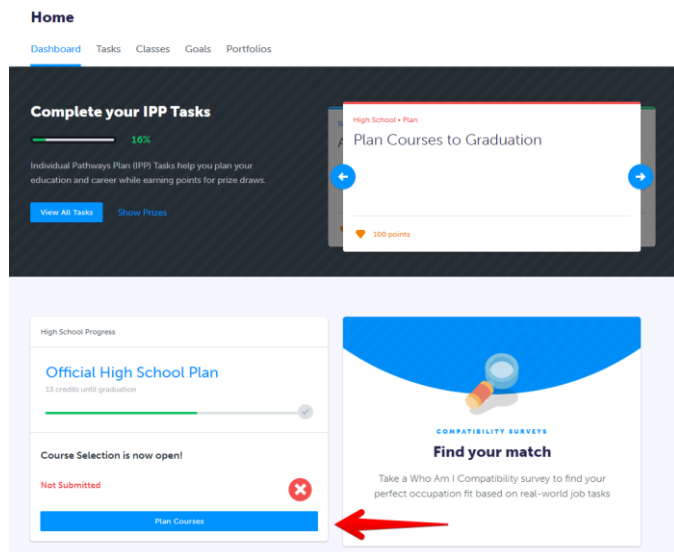 Home
Dashboard Tasks Classes Goals Portfolios
Complete your IPP Tasks
16%
Individual Pathways Plan (IPP) Tasks help you plan your
education and career while earning points for prize draws.
View All Tasks Show Prizes
High School • Plan
Plan Courses to Graduation
100 points
High School Progress
Official High School Plan
13 credits until graduation
Course Selection is now open!
Not Submitted
Plan Courses
COMPATIBILITY SURVEYS
Find your match
Take a Who Am I Compatibility survey to find your
perfect occupation fit based on real-world job tasks